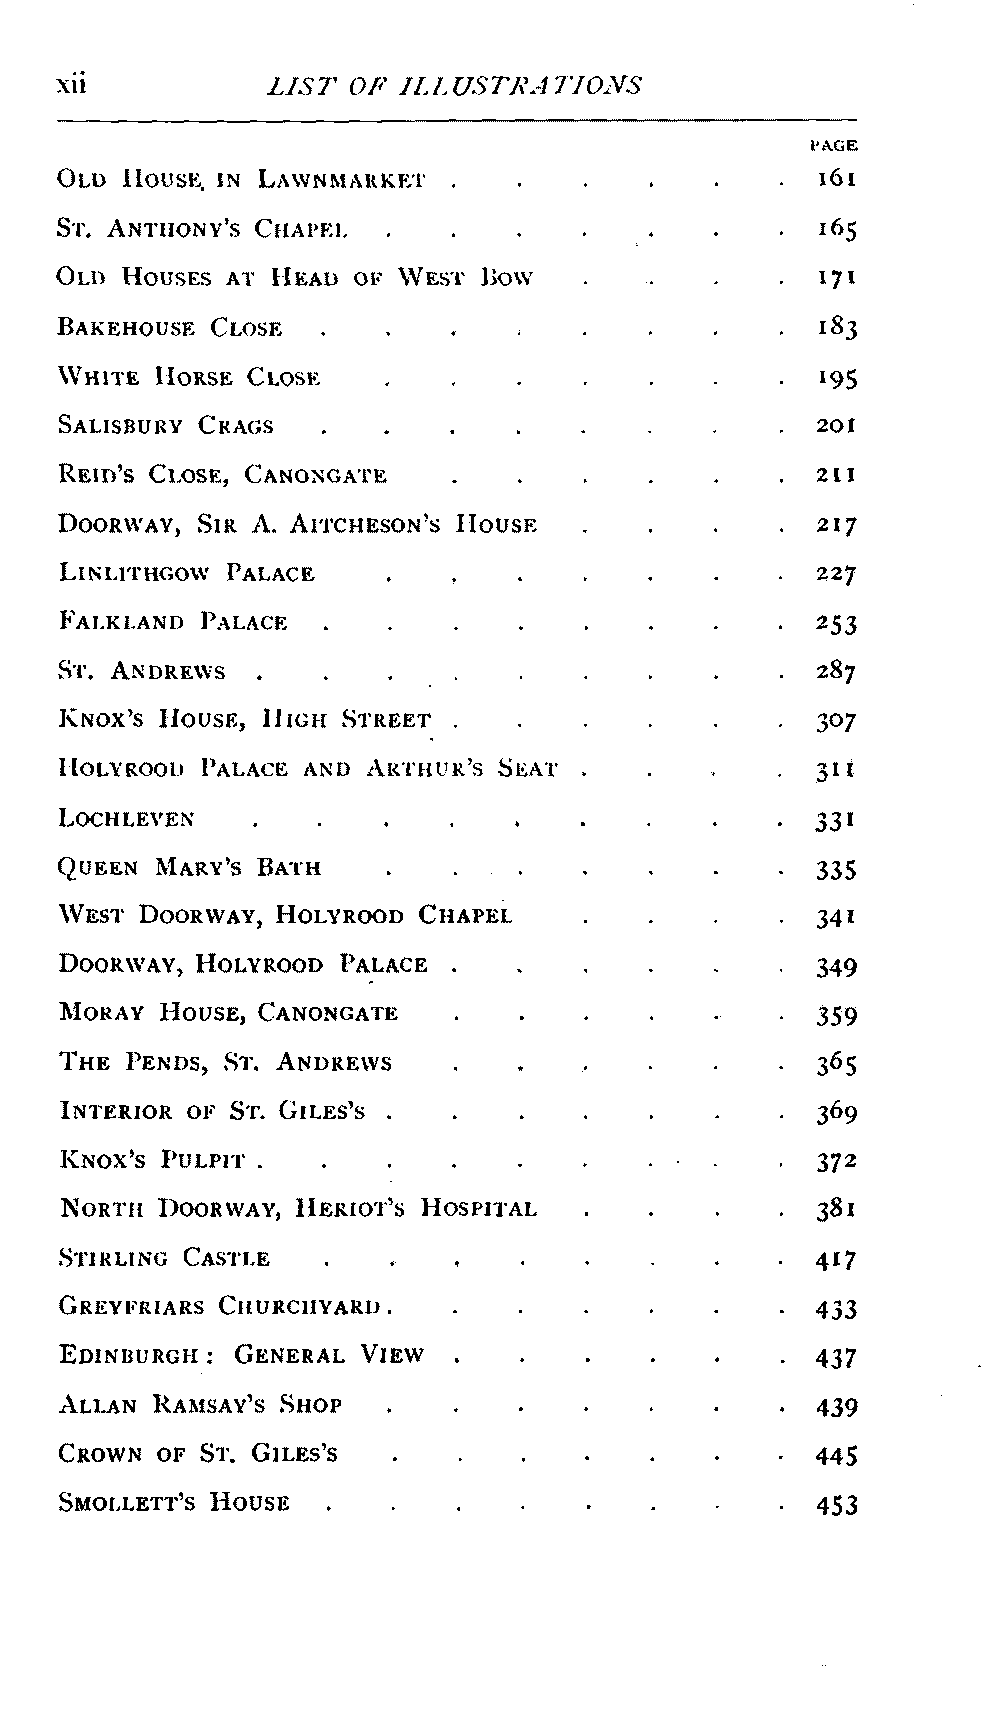 xii LIST OF ILLUSTRATIONS
PAGE
OLD HOUSE IN LAWNMARKET . . . . . . 161
ST. ANTHONY'S CHAPEL . . . . . . . 165
OLD HOUSES AT HEAD OF WEST BOW . . . . 171
BAKEHOUSE CLOSE . . . . . . . . 183
WHITE HORSE CLOSE . . . . . . . 195
SALISBURY CRAGS . . . . . . . . 201
REID'S CLOSE, CANONGATE . . . . . . 211
DOORWAY, SIR A. AITCHESON'S HOUSE . . . . 217
LINLITHGOW PALACE . . . . . . . 227
FALKLAND PALACE . . . . . . . . 253
ST. ANDREWS . . . . . . . . . 287
KNOX'S HOUSE, HIGH STREET . . . . . . 307
HOLYROOD PALACE AND ARTHUR'S SEAT . . . . 311
LOCHLEVEN . . . . . . . . . 331
QUEEN MARY'S BATH . . . . . . . 335
WEST DOORWAY, HOLYROOD CHAPEL . . . . 341
DOORWAY, HOLYROOD PALACE . . . . . . 349
MORAY HOUSE, CANONGATE . . . . . . 359
THE PENDS, ST. ANDREWS . . . . . . 365
INTERIOR OF ST. GILES'S . . . . . . . 369
KNOX'S PULPIT . . . . . . . . . 372
NORTH DOORWAY, HERIOT'S HOSPITAL . . . . 381
STIRLING CASTLE . . . . . . . . 417
GREYFRIARS CHURCHYARD . . . . . . . 433
EDINBURGH: GENERAL VIEW . . . . . . 437
ALLAN RAMSAY'S SHOP . . . . . . . 439
CROWN OF ST. GILES'S . . . . . . . 445
SMOLLETT'S HOUSE . . . . . . . . 453